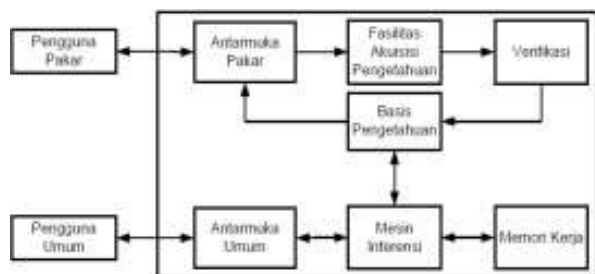 Pengguna
Pakar
Antarmuka
Pakar
Fasilitas
Akuisisi
Pengetahuan
Verifikasi
Basis
Pengetahuan
Pengguna
Umum
Antarmuka
Umum
Mesin
Inferensi
Memori Kerja